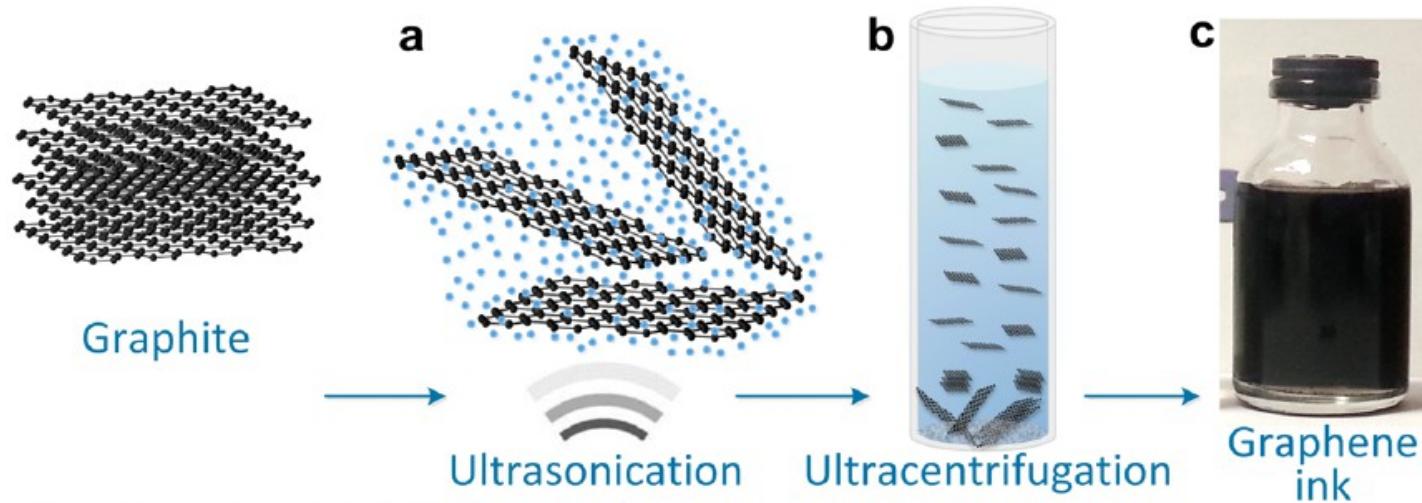 a
b
c
Graphite
Ultrasonication
Ultracentrifugation
Graphene
ink